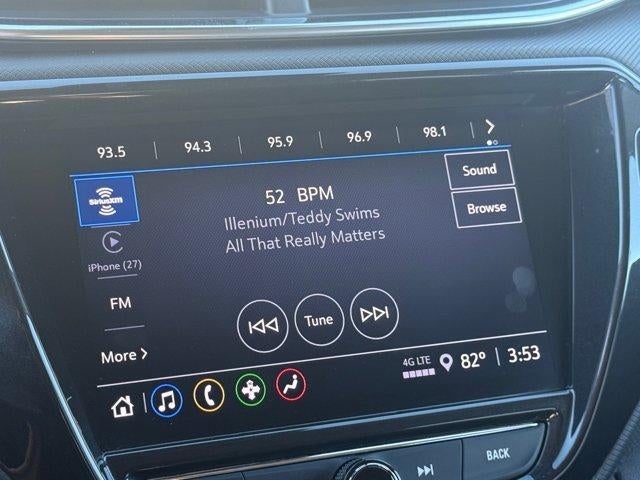 93.5 | 94.3 | 95.9 | 96.9 | 98.1 |
SiriusXM
iPhone (27)
FM
More
52 BPM
Illenium/Teddy Swims
All That Really Matters
Sound
Browse
Tune
4G LTE
82° | 3:53
BACK